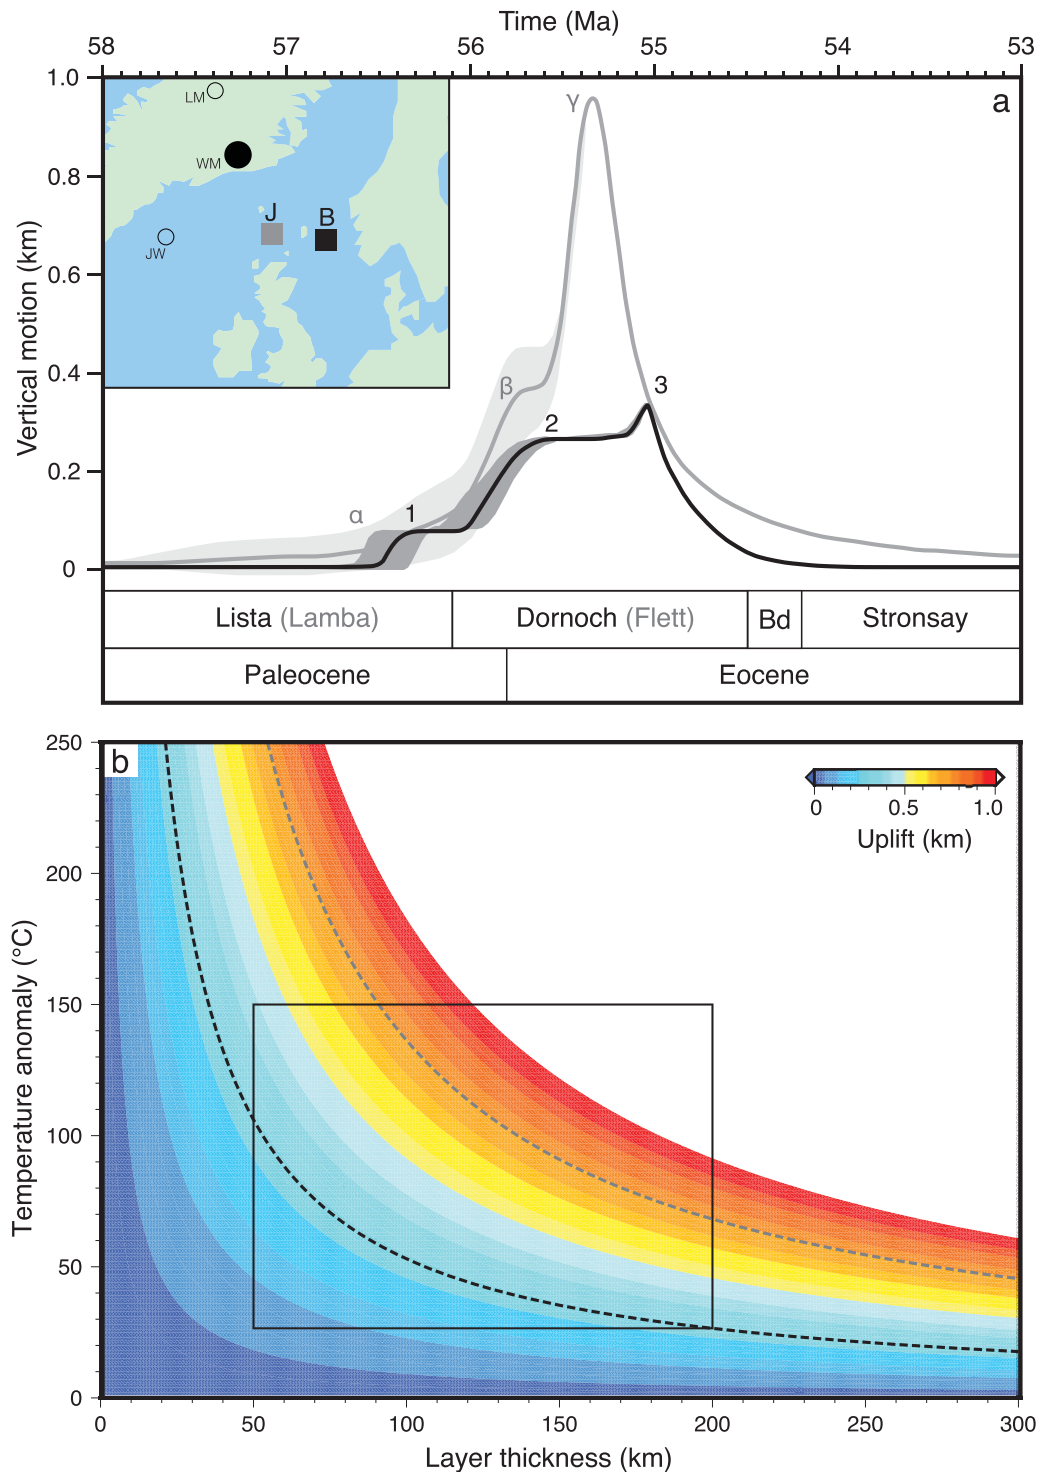 Time (Ma)
58 57 56 55 54 53
1.0
0.8
0.6
0.4
0.2
0
Vertical motion (km)
a
LM
WM
J B
JW
γ
β
α
1
2
3
Lista (Lamba) Dornoch (Flett) Bd Stronsay
Paleocene Eocene
b
250
200
150
100
50
0
Temperature anomaly (°C)
0 0.5 1.0
Uplift (km)
0 50 100 150 200 250 300
Layer thickness (km)